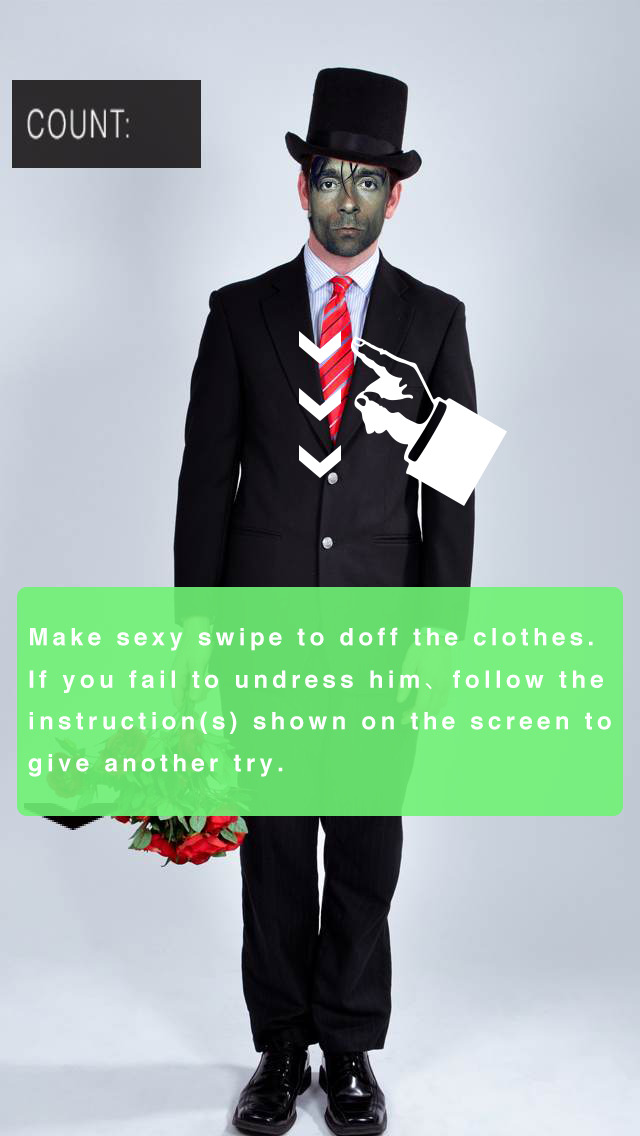 COUNT:
Make sexy swipe to doff the clothes.
If you fail to undress him、follow the
instruction(s) shown on the screen to
give another try.